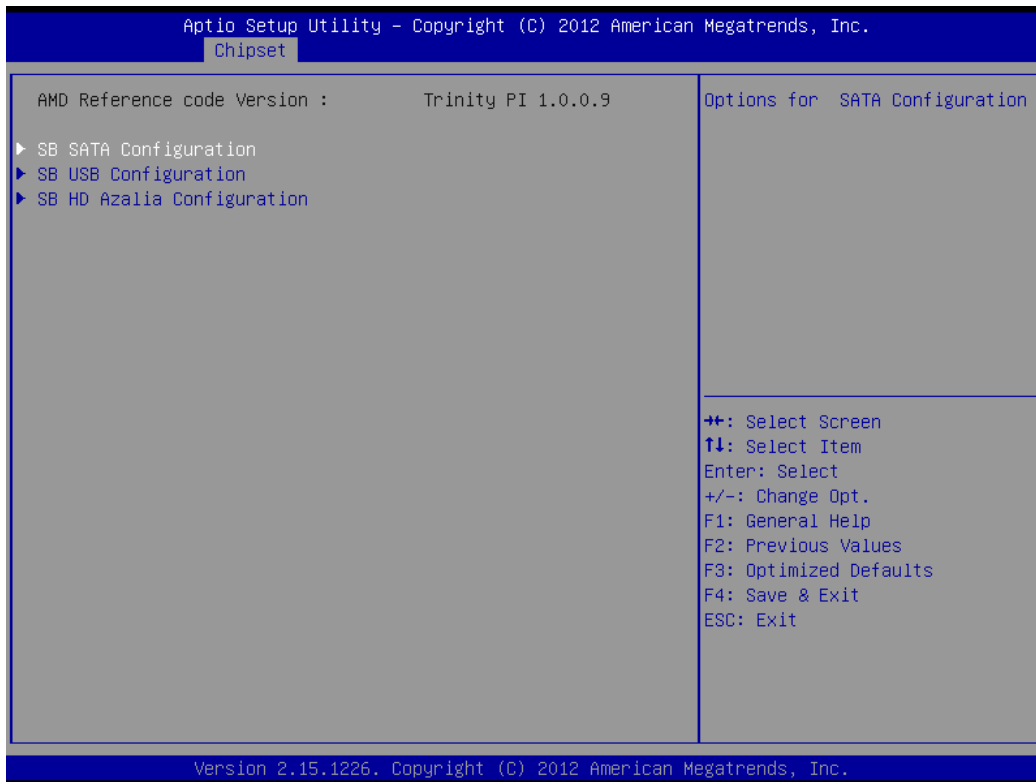 Aptio Setup Utility – Copyright (C) 2012 American Megatrends, Inc.
Chipset
AMD Reference code Version : Trinity PI 1.0.0.9
SB SATA Configuration
SB USB Configuration
SB HD Azalia Configuration
Options for SATA Configuration
→←: Select Screen
↑↓: Select Item
Enter: Select
+/-: Change Opt.
F1: General Help
F2: Previous Values
F3: Optimized Defaults
F4: Save & Exit
ESC: Exit
Version 2.15.1226. Copyright (C) 2012 American Megatrends, Inc.